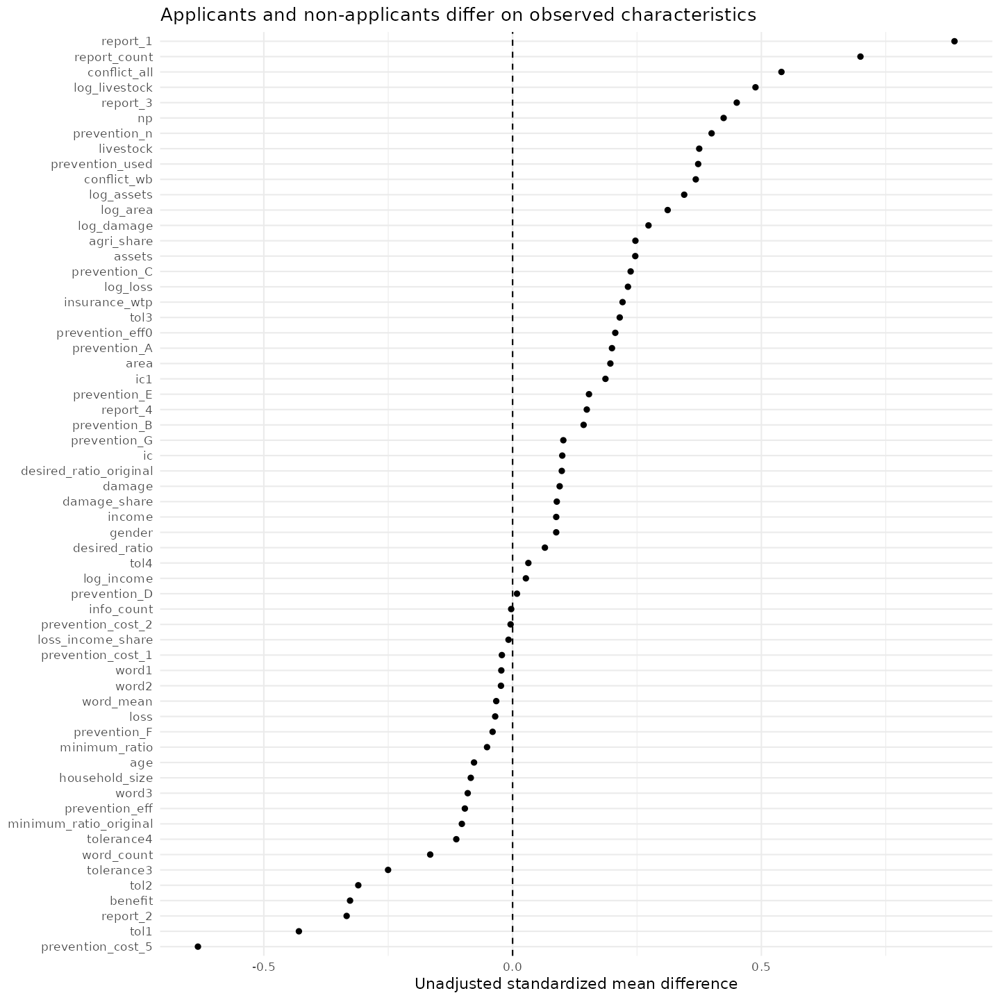 Applicants and non-applicants differ on observed characteristics
report_1
report_count
conflict_all
log_livestock
report_3
np
prevention_n
livestock
prevention_used
conflict_wb
log_assets
log_area
log_damage
agri_share
assets
prevention_C
log_loss
insurance_wtp
tol3
prevention_eff0
prevention_A
area
ic1
prevention_E
report_4
prevention_B
prevention_G
ic
desired_ratio_original
damage
damage_share
income
gender
desired_ratio
tol4
log_income
prevention_D
info_count
prevention_cost_2
loss_income_share
prevention_cost_1
word1
word2
word_mean
loss
prevention_F
minimum_ratio
age
household_size
word3
prevention_eff
minimum_ratio_original
tolerance4
word_count
tolerance3
tol2
benefit
report_2
tol1
prevention_cost_5
-0.5 0.0 0.5
Unadjusted standardized mean difference